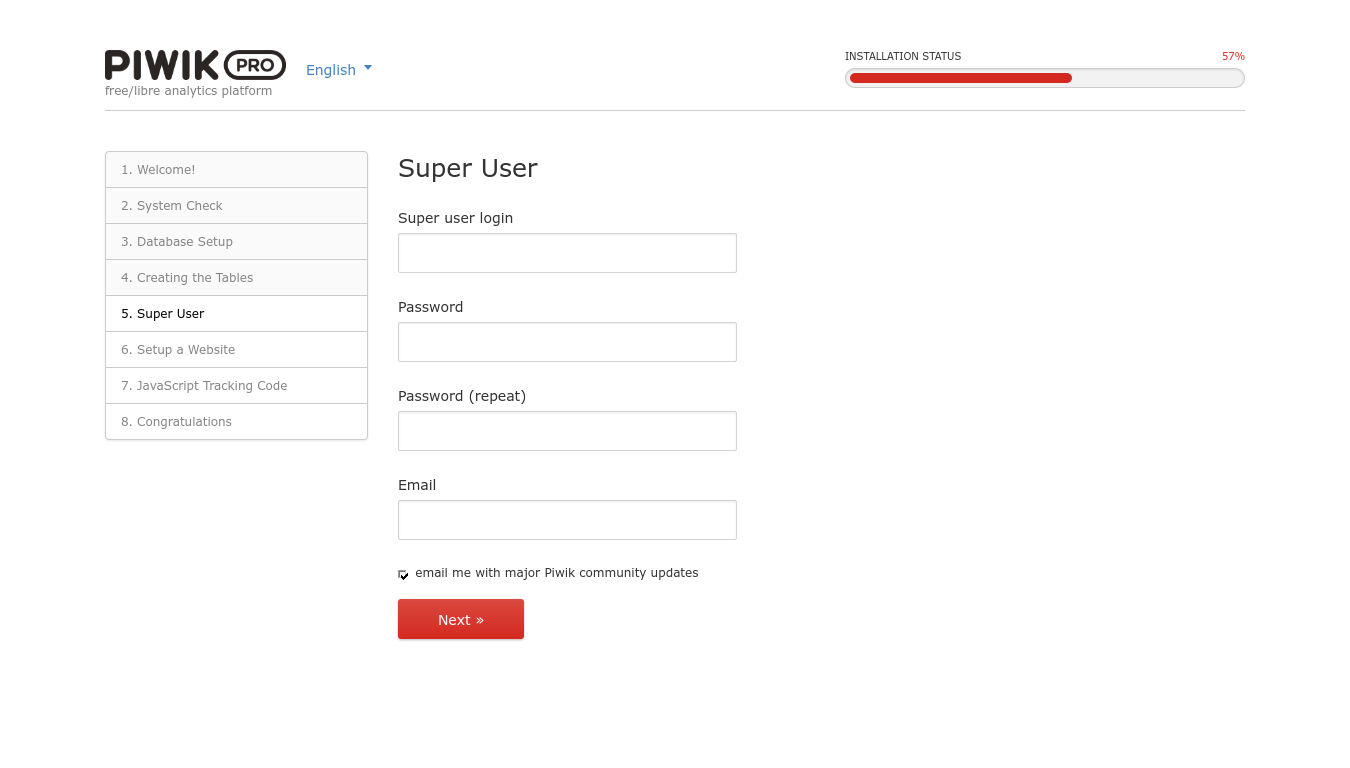 PIWIK PRO
English
free/libre analytics platform
INSTALLATION STATUS
57%
1. Welcome!
2. System Check
3. Database Setup
4. Creating the Tables
5. Super User
6. Setup a Website
7. JavaScript Tracking Code
8. Congratulations
Super User
Super user login
Password
Password (repeat)
Email
email me with major Piwik community updates
Next »